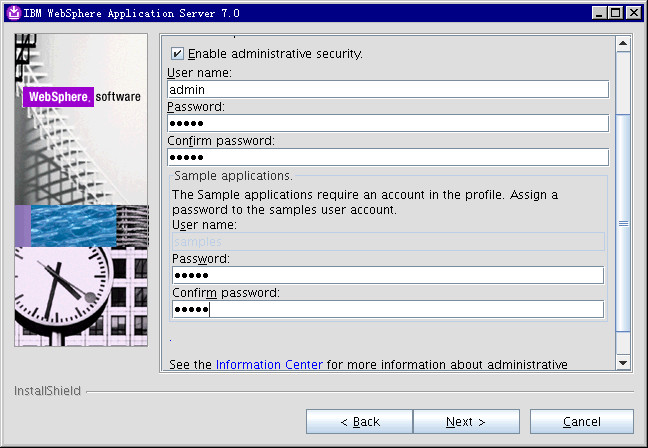 IBM WebSphere Application Server 7.0
WebSphere. software
Enable administrative security.
User name:
admin
Password:
●●●●●
Confirm password:
●●●●●
Sample applications.
The Sample applications require an account in the profile. Assign a
password to the samples user account.
User name:
samples
Password:
●●●●●
Confirm password:
●●●●●
.
See the Information Center for more information about administrative
InstallShield
< Back
Next >
Cancel